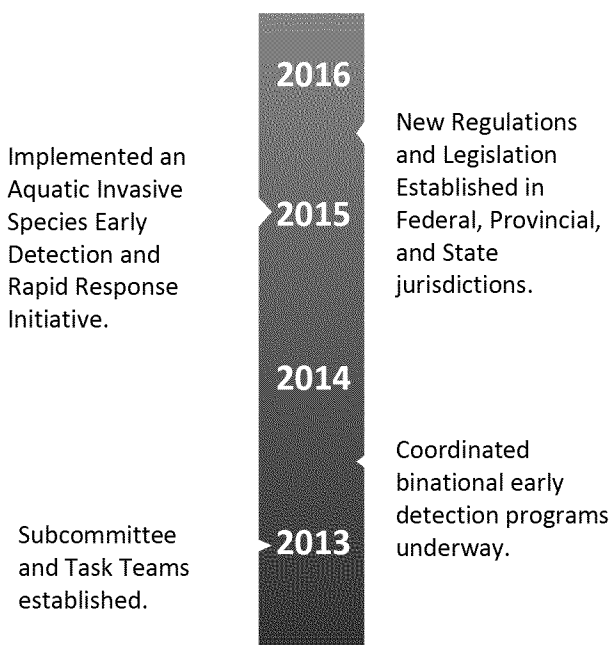 2016
New Regulations
and Legislation
Established in
Federal, Provincial,
and State
jurisdictions.
Implemented an
Aquatic Invasive
Species Early
Detection and
Rapid Response
Initiative.
2015
2014
Coordinated
binational early
detection programs
underway.
Subcommittee
and Task Teams
established.
2013